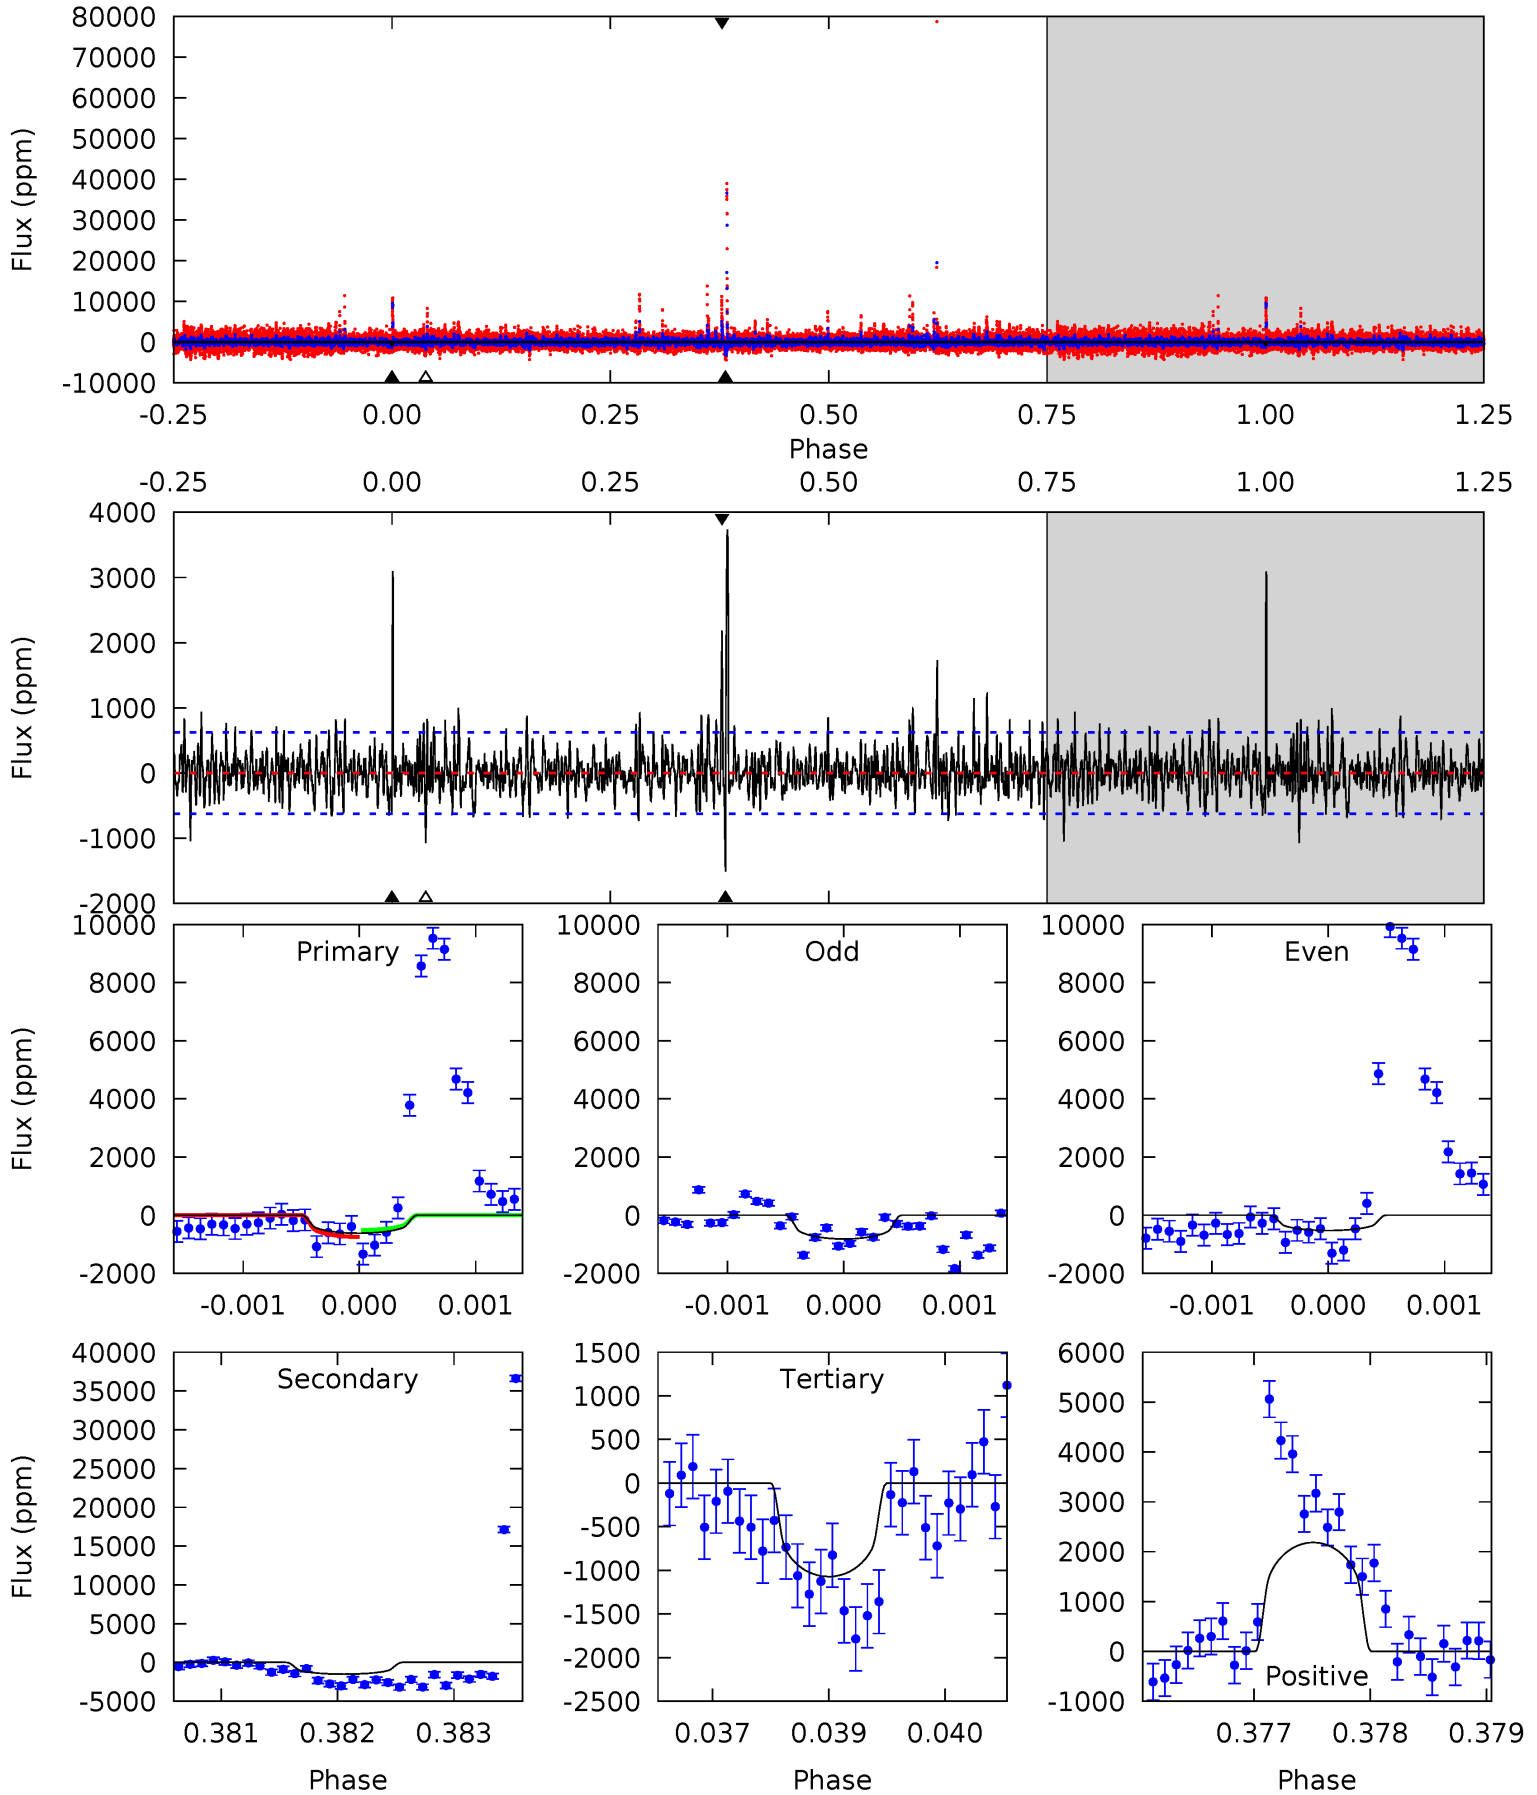 80000
70000
60000
50000
40000
30000
20000
10000
0
-10000
Flux (ppm)
-0.25 0.00 0.25 0.50 0.75 1.00 1.25
Phase
-0.25 0.00 0.25 0.50 0.75 1.00 1.25
4000
3000
2000
1000
0
-1000
-2000
Flux (ppm)
Primary
10000
8000
6000
4000
2000
0
-2000
Flux (ppm)
-0.001 0.000 0.001
Odd
10000
8000
6000
4000
2000
0
-2000
-0.001 0.000 0.001
Even
10000
8000
6000
4000
2000
0
-2000
-0.001 0.000 0.001
Secondary
40000
35000
30000
25000
20000
15000
10000
5000
0
-5000
Flux (ppm)
0.381 0.382 0.383
Phase
Tertiary
1500
1000
500
0
-500
-1000
-1500
-2000
-2500
0.037 0.039 0.040
Phase
6000
5000
4000
3000
2000
1000
0
-1000
Positive
0.377 0.378 0.379
Phase